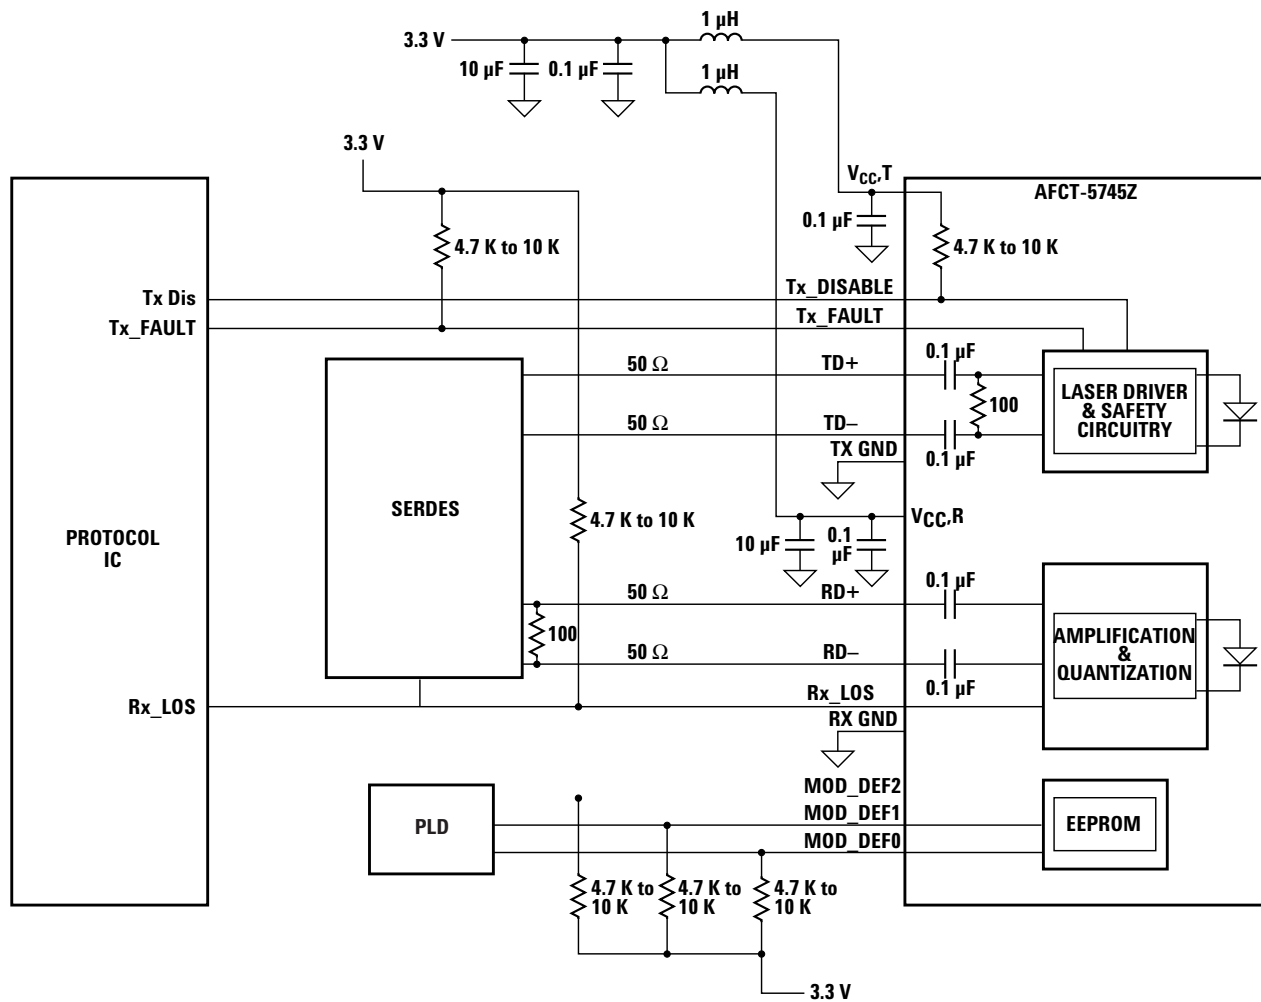 1 µH
3.3 V
10 µF
0.1 µF
1 µH
3.3 V
VCC,T
AFCT-5745Z
0.1 µF
4.7 K to 10 K
4.7 K to 10 K
Tx Dis
Tx_DISABLE
Tx_FAULT
Tx_FAULT
0.1 µF
50 Ω
TD+
LASER DRIVER
& SAFETY
CIRCUITRY
100
50 Ω
TD–
0.1 µF
TX GND
SERDES
4.7 K to 10 K
VCC,R
PROTOCOL
IC
10 µF
0.1
µF
0.1 µF
50 Ω
RD+
100
AMPLIFICATION
&
QUANTIZATION
50 Ω
RD–
0.1 µF
Rx_LOS
Rx_LOS
RX GND
MOD_DEF2
PLD
MOD_DEF1
EEPROM
MOD_DEF0
4.7 K to
10 K
4.7 K to
10 K
4.7 K to
10 K
3.3 V